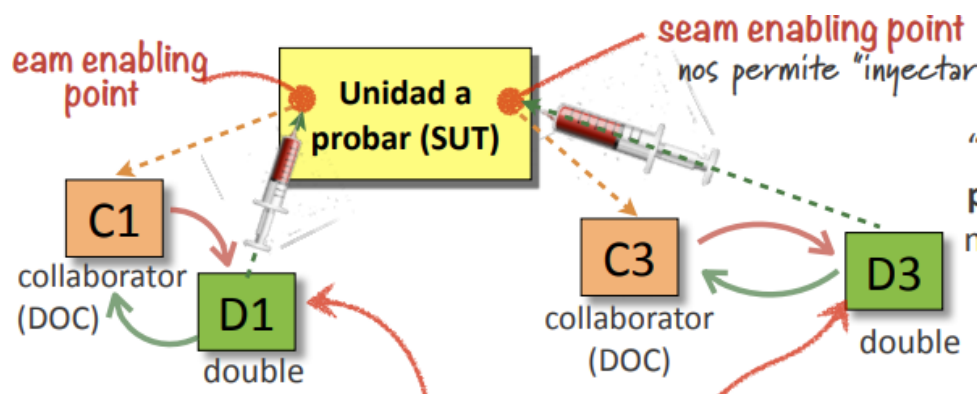 eam enabling
point
seam enabling point
nos permite "inyectar
Unidad a
probar (SUT)
"
p
n
C1
collaborator
(DOC)
D1
double
C3
collaborator
(DOC)
D3
double